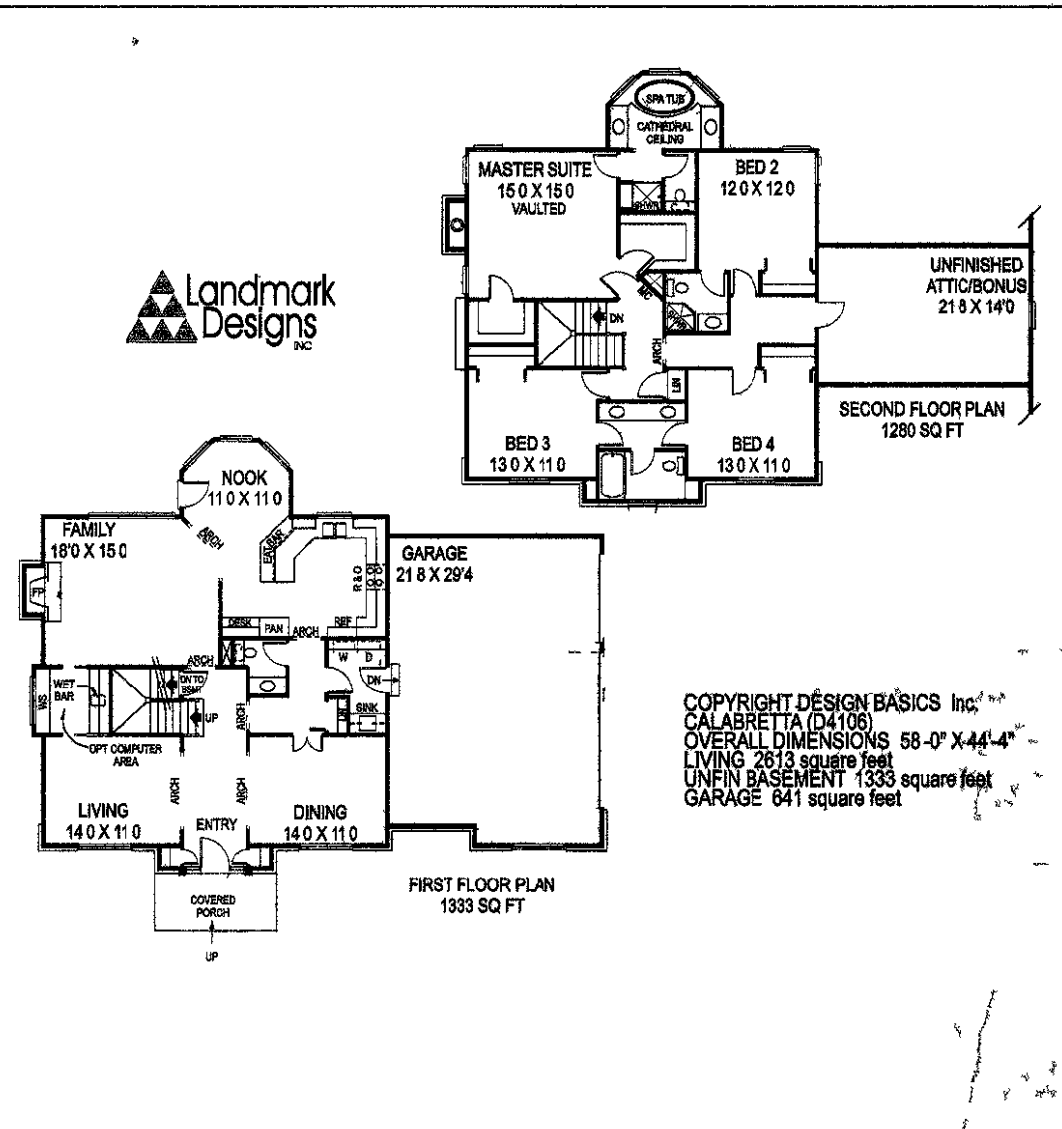 SPA TUB
CATHEDRAL
CEILING
MASTER SUITE
15 0 X 15 0
VAULTED
BED 2
12 0 X 12 0
SHWR
UNFINISHED
ATTIC/BONUS
21 8 X 14'0
DN
ARCH
LIN
SECOND FLOOR PLAN
1280 SQ FT
BED 3
13 0 X 11 0
BED 4
13 0 X 11 0
Landmark
Designs
INC
NOOK
11 0 X 11 0
FAMILY
18'0 X 15 0
ARCH
EAT-BAR
GARAGE
21 8 X 29'4
FP
R & O
DESK
PAN
ARCH
REF
ARCH
W D
WET
BAR
WS
DN TO
BSMT
DN
UP
ARCH
SINK
OPT COMPUTER
AREA
ARCH
ARCH
LIVING
14 0 X 11 0
ENTRY
DINING
14 0 X 11 0
COVERED
PORCH
UP
FIRST FLOOR PLAN
1333 SQ FT
COPYRIGHT DESIGN BASICS Inc.
CALABRETTA (D4106)
OVERALL DIMENSIONS 58-0" X 44'-4"
LIVING 2613 square feet
UNFIN BASEMENT 1333 square feet
GARAGE 641 square feet